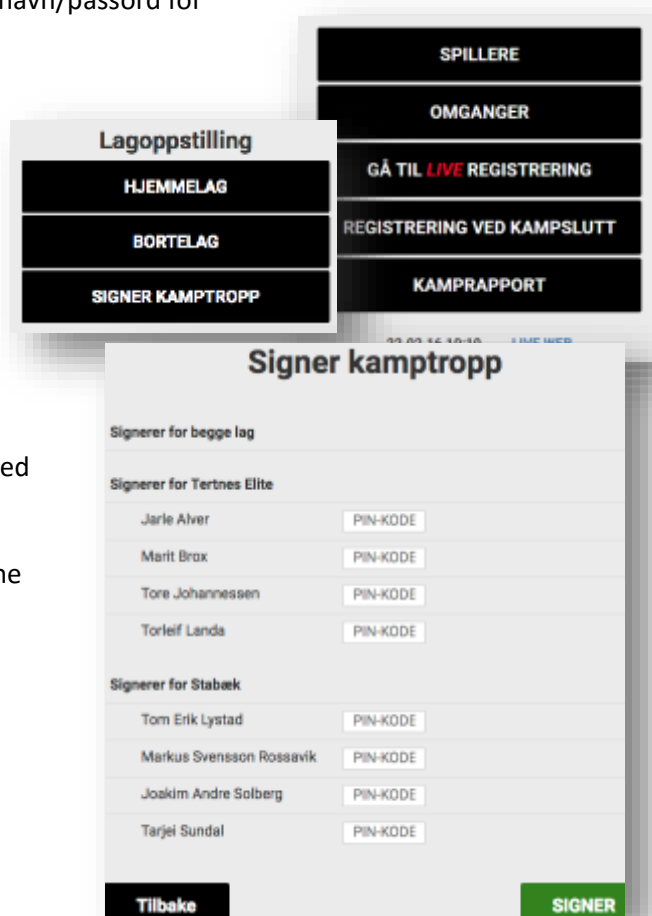 navn/passord for
SPILLERE
OMGANGER
GÅ TIL LIVE REGISTRERING
REGISTRERING VED KAMPSLUTT
KAMPRAPPORT
Lagoppstilling
HJEMMELAG
BORTELAG
SIGNER KAMPTROPP
LIVE WEB
Signer kamptropp
Signerer for begge lag
ed
Signerer for Tertnes Elite
Jarle Alver PIN-KODE
Marit Brox PIN-KODE
ne
Tore Johannessen PIN-KODE
Torleif Landa PIN-KODE
Signerer for Stabæk
Tom Erik Lystad PIN-KODE
Markus Svensson Rossavik PIN-KODE
Joakim Andre Solberg PIN-KODE
Tarjei Sundal PIN-KODE
Tilbake SIGNER